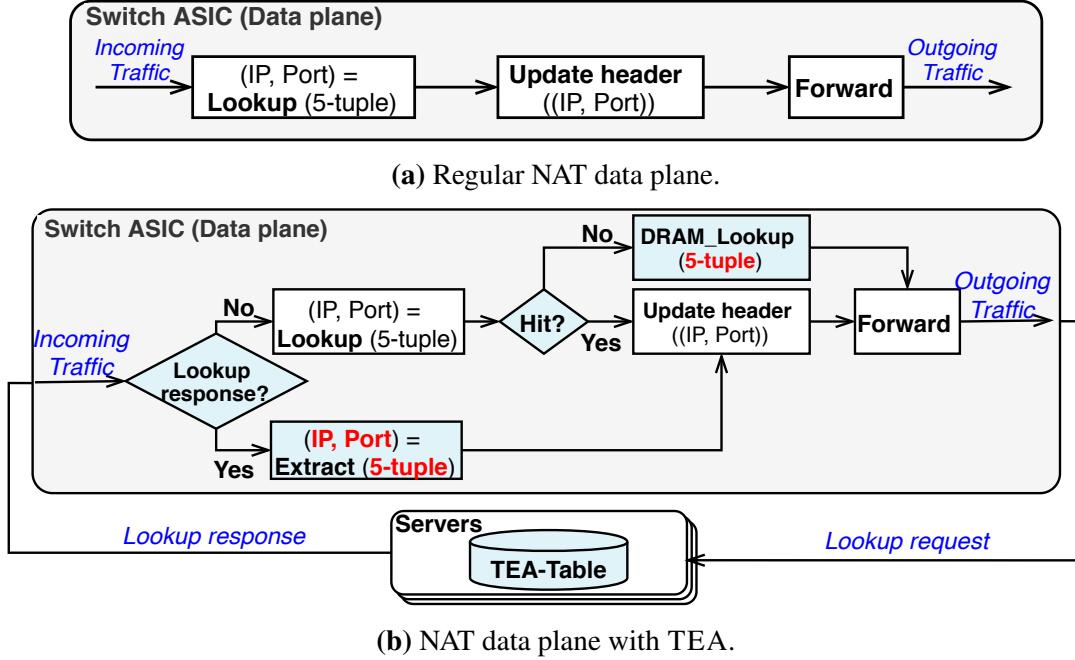 Switch ASIC (Data plane)
Incoming
Traffic
(IP, Port) =
Lookup (5-tuple)
Update header
((IP, Port))
Forward
Outgoing
Traffic
(a) Regular NAT data plane.
Switch ASIC (Data plane)
No
DRAM_Lookup
(5-tuple)
No
(IP, Port) =
Lookup (5-tuple)
Hit?
Yes
Update header
((IP, Port))
Forward
Outgoing
Traffic
Incoming
Traffic
Lookup
response?
Yes
(IP, Port) =
Extract (5-tuple)
Lookup response
Servers
TEA-Table
Lookup request
(b) NAT data plane with TEA.